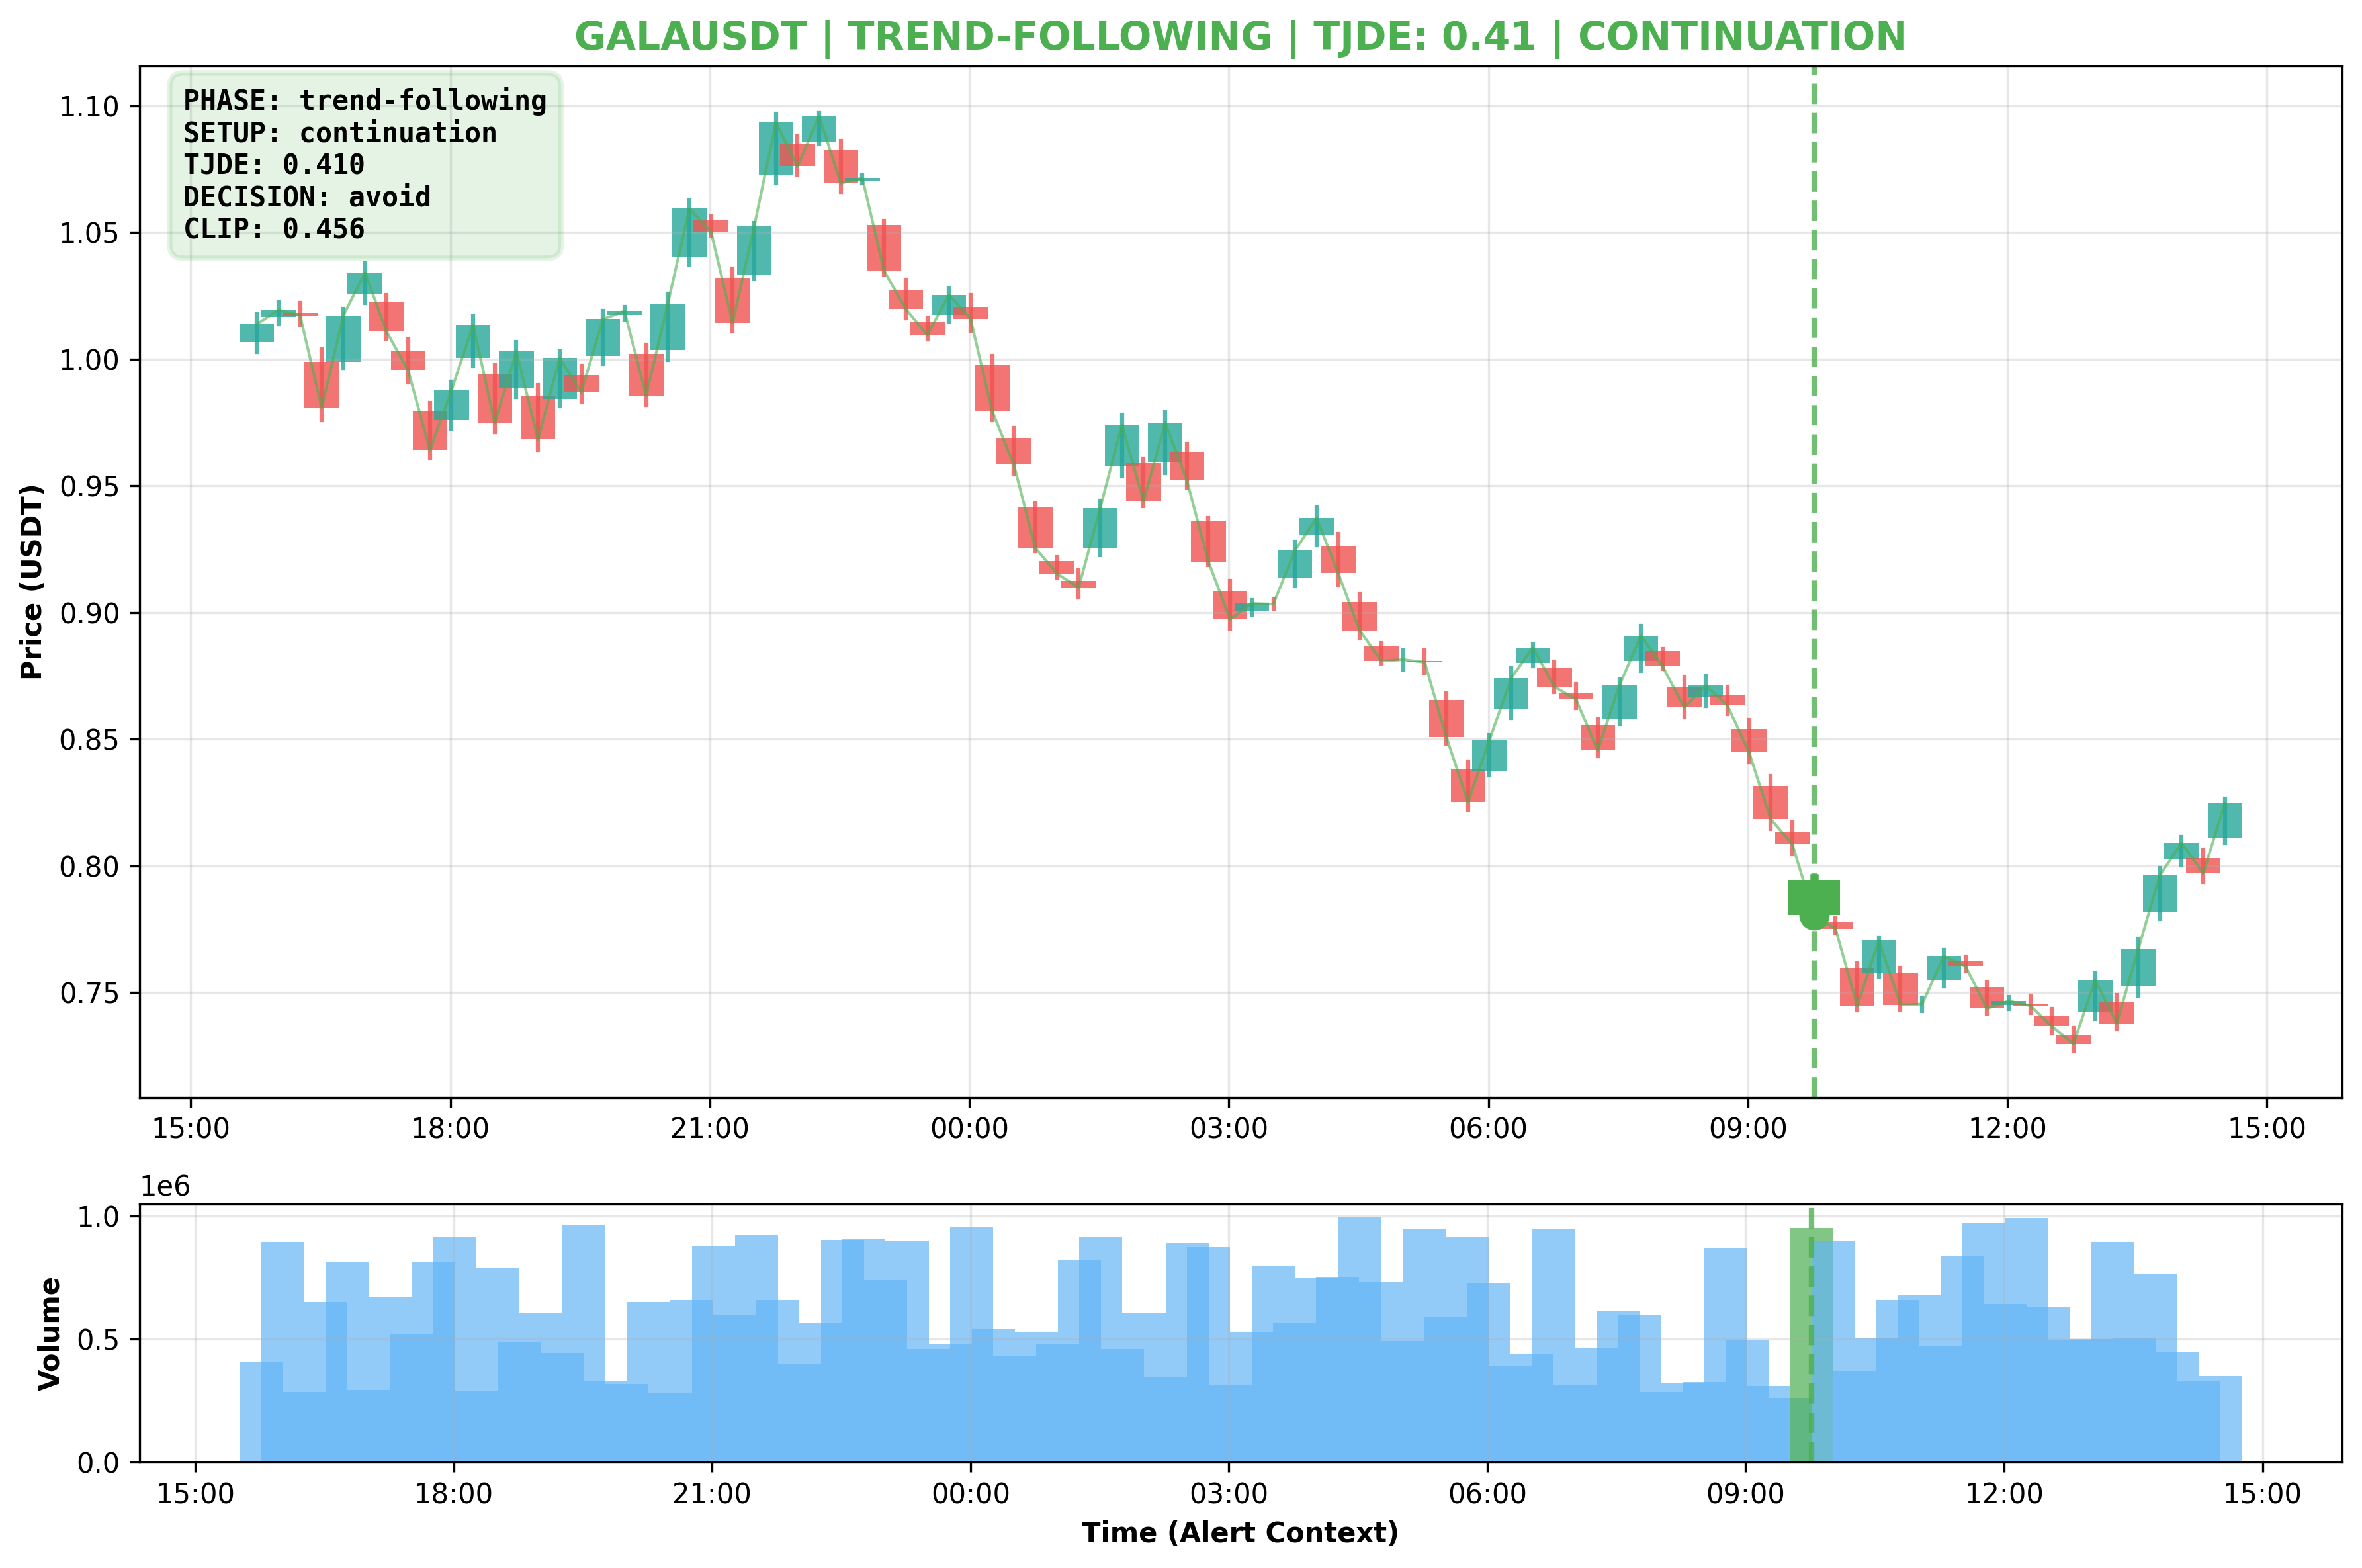 GALAUSDT | TREND-FOLLOWING | TJDE: 0.41 | CONTINUATION
PHASE: trend-following
SETUP: continuation
TJDE: 0.410
DECISION: avoid
CLIP: 0.456
Price (USDT)
1.10
1.05
1.00
0.95
0.90
0.85
0.80
0.75
15:00 18:00 21:00 00:00 03:00 06:00 09:00 12:00 15:00
1e6
Volume
1.0
0.5
0.0
15:00 18:00 21:00 00:00 03:00 06:00 09:00 12:00 15:00
Time (Alert Context)